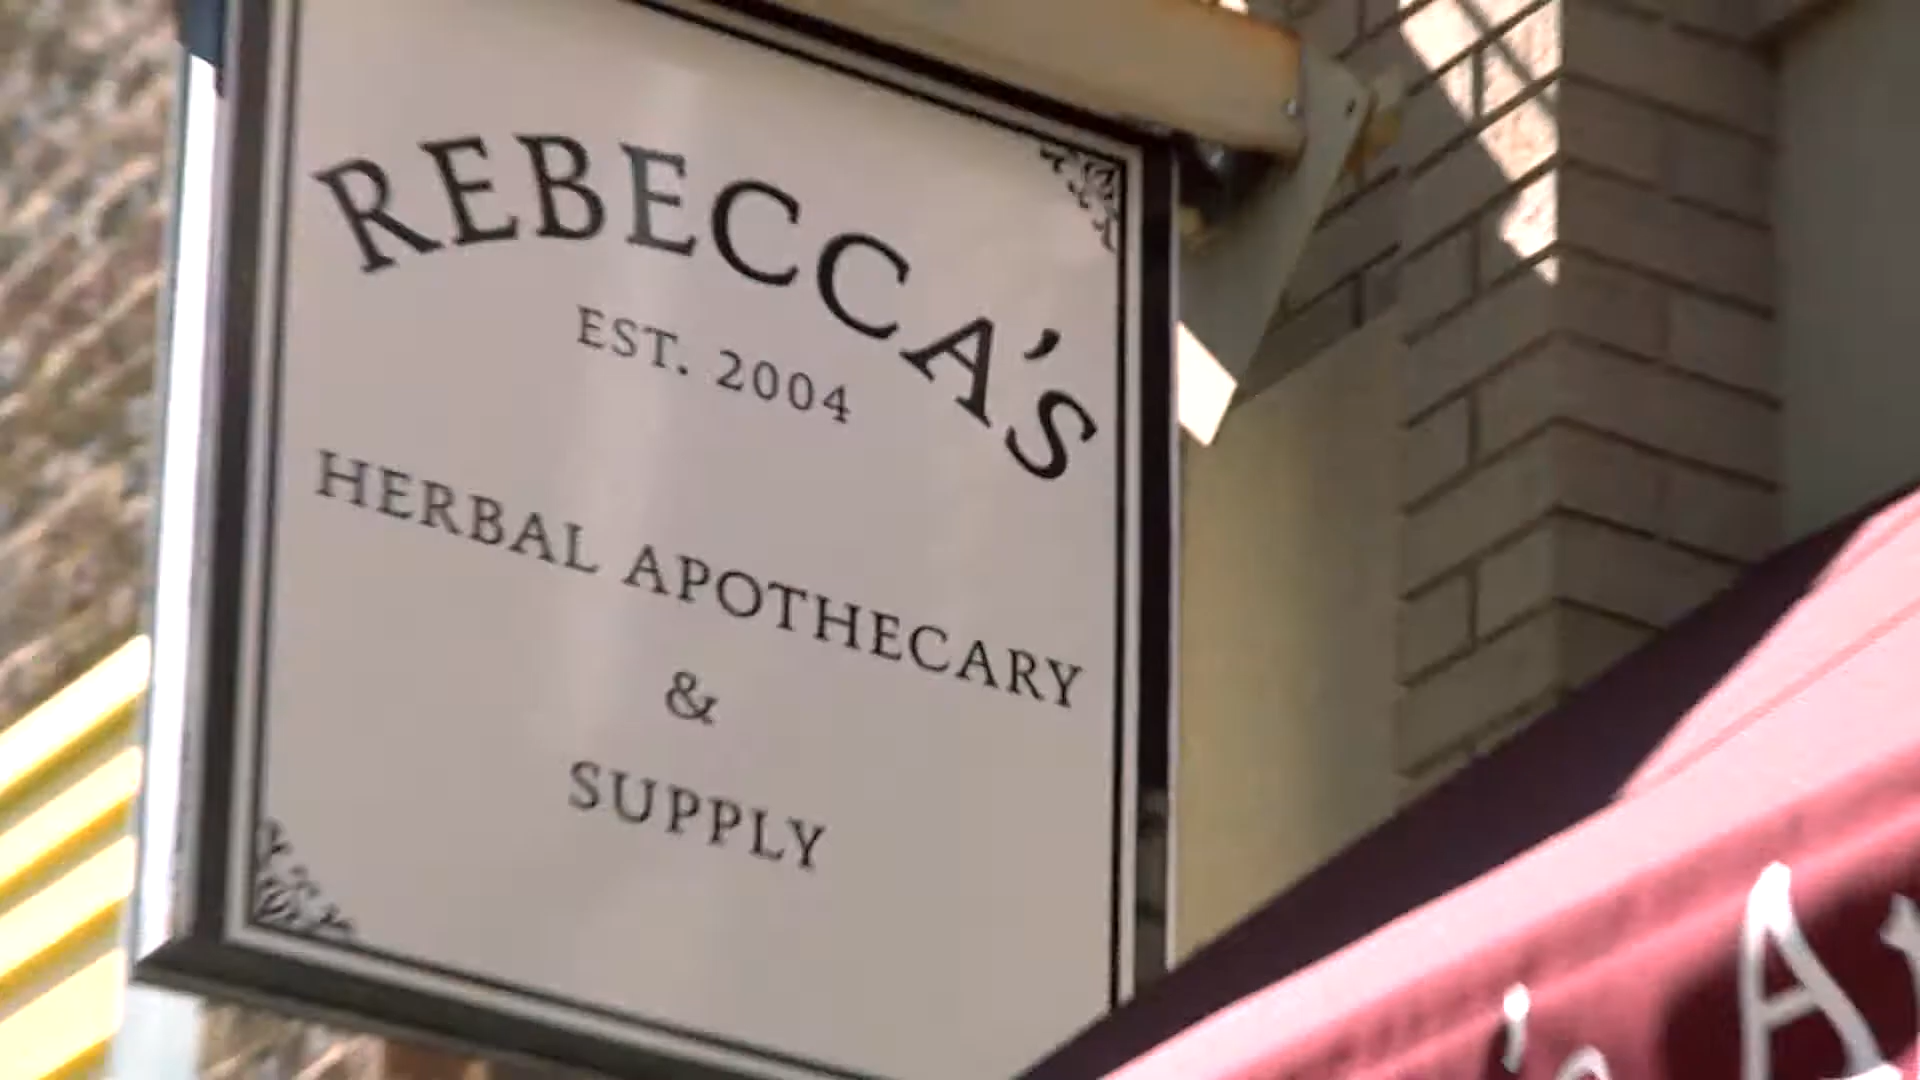 REBECCA'S
EST. 2004
HERBAL APOTHECARY
&
SUPPLY